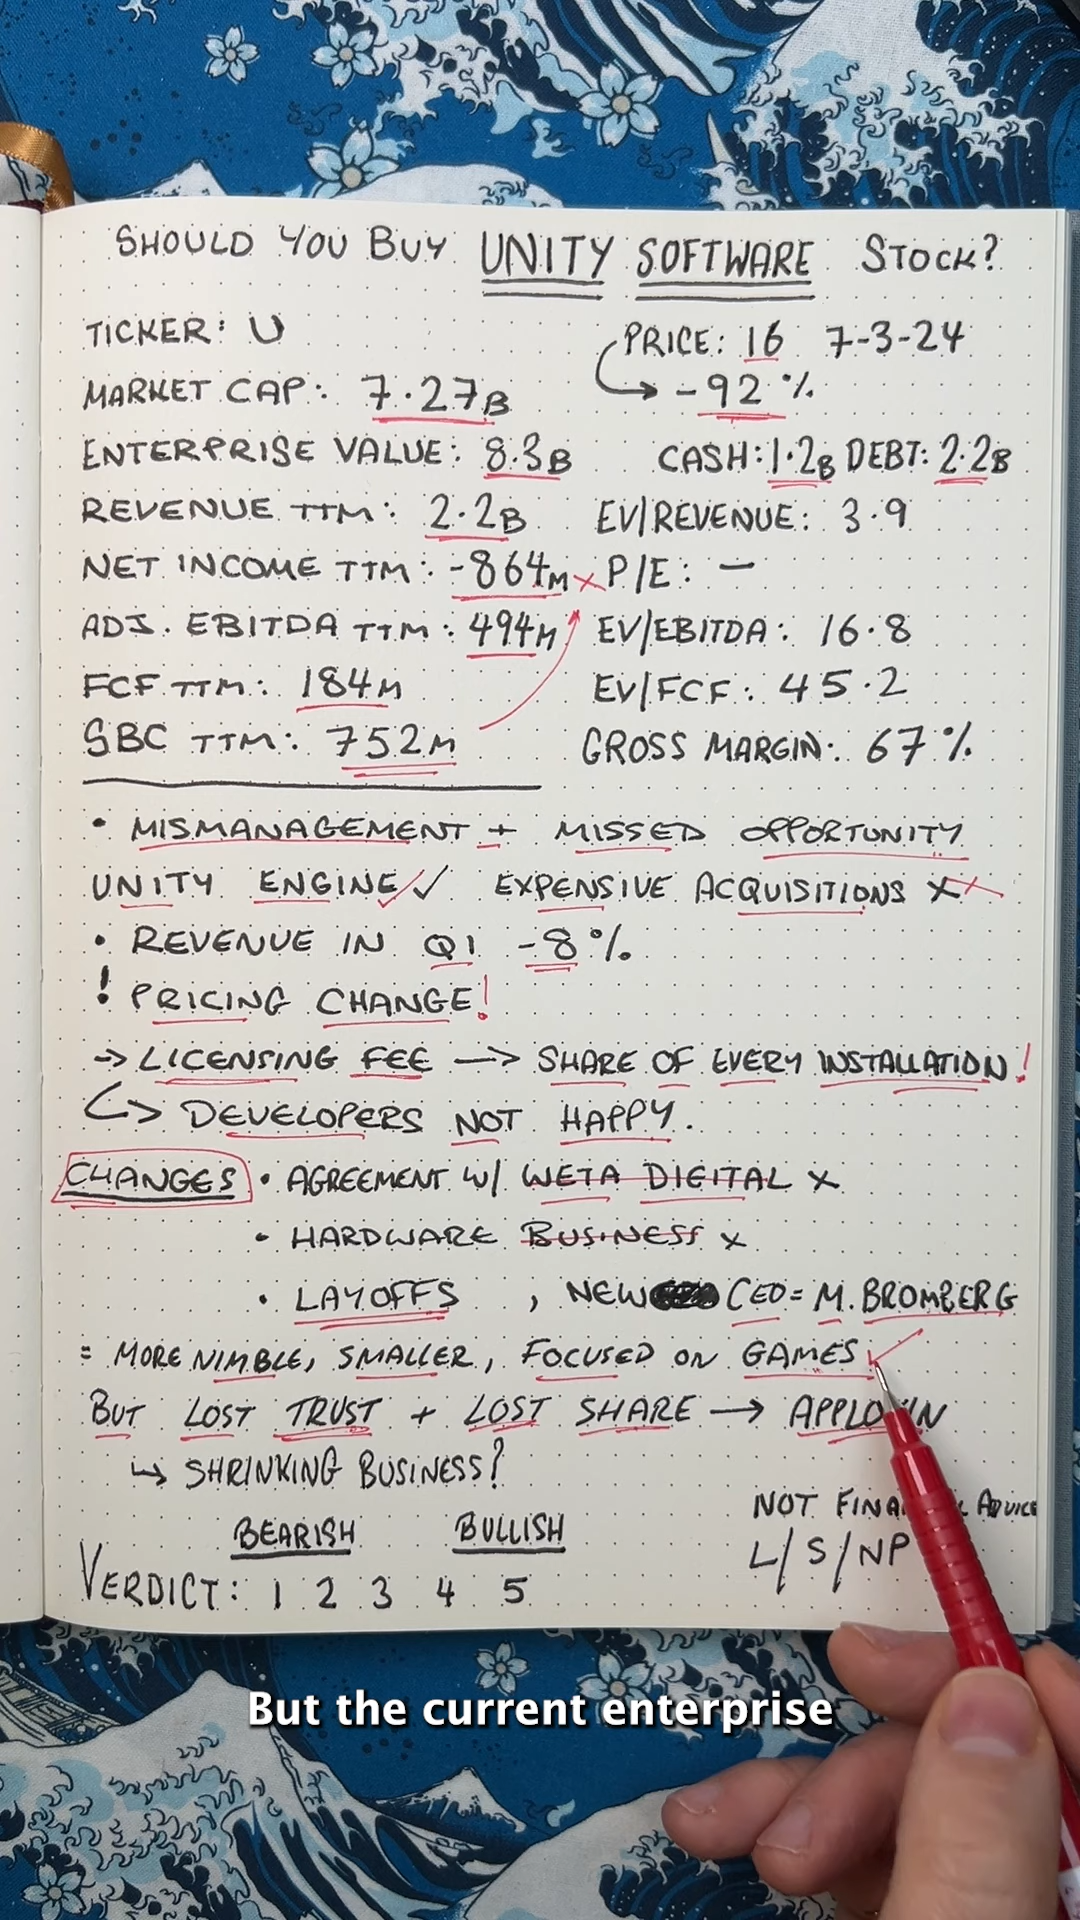 SHOULD YOU BUY UNITY SOFTWARE STOCK?
TICKER: U
PRICE: 16 7-3-24
MARKET CAP: 7.27B
-92%
ENTERPRISE VALUE: 8.3B CASH: 1.2B DEBT: 2.2B
REVENUE TTM: 2.2B EV/REVENUE: 3.9
NET INCOME TTM: -864M x P/E: —
ADJ. EBITDA TTM: 494M EV/EBITDA: 16.8
FCF TTM: 184M EV/FCF: 45.2
SBC TTM: 752M GROSS MARGIN: 67%
• MISMANAGEMENT + MISSED OPPORTUNITY
UNITY ENGINE ✓ EXPENSIVE ACQUISITIONS x
• REVENUE IN Q1 -8%
! PRICING CHANGE!
→ LICENSING FEE → SHARE OF EVERY INSTALLATION!
↳ DEVELOPERS NOT HAPPY.
CHANGES • AGREEMENT W/ WETA DIGITAL x
• HARDWARE BUSINESS x
• LAYOFFS, NEW CEO = M. BROMBERG
= MORE NIMBLE, SMALLER, FOCUSED ON GAMES ✓
BUT LOST TRUST + LOST SHARE → APPLOVIN
↳ SHRINKING BUSINESS?
NOT FINANCIAL ADVICE
BEARISH BULLISH
L/S/NP
VERDICT: 1 2 3 4 5
But the current enterprise